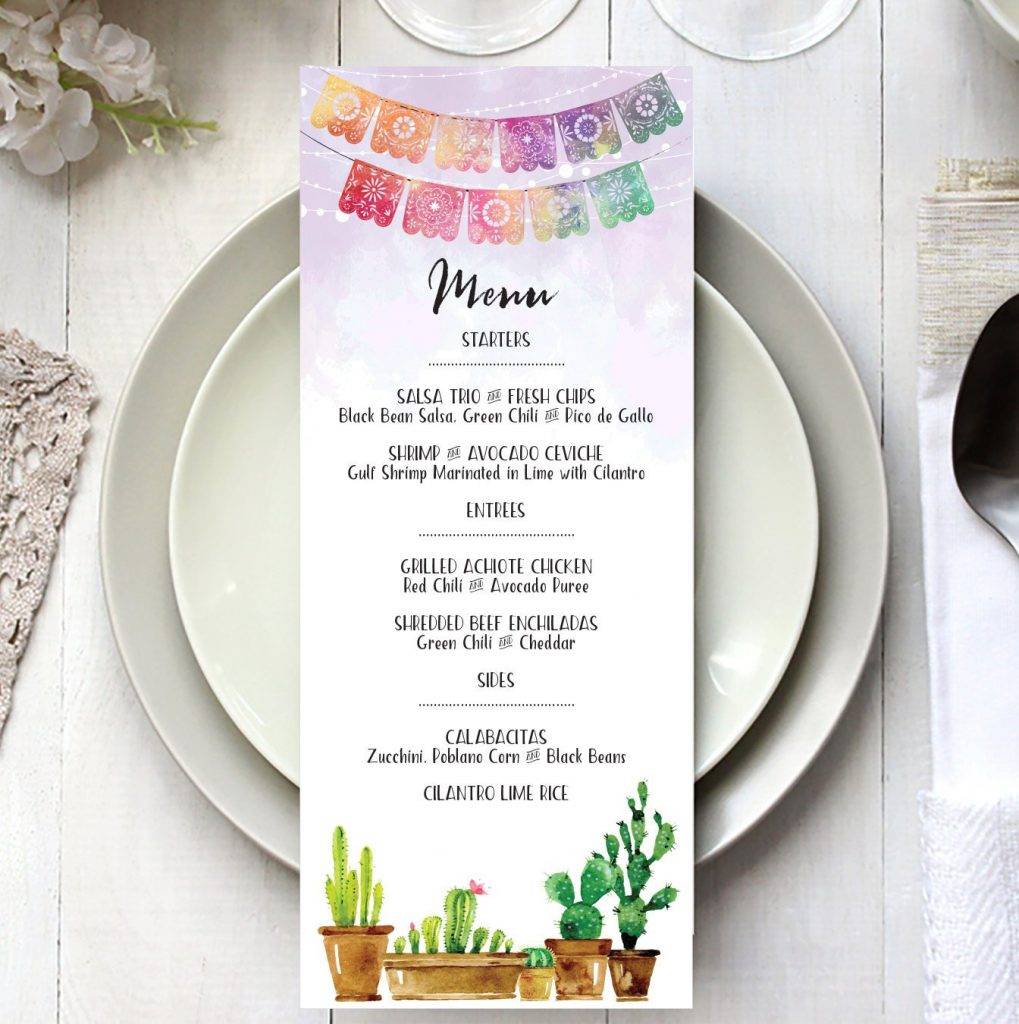 Menu
STARTERS
SALSA TRIO AND FRESH CHIPS
Black Bean Salsa, Green Chili AND Pico de Gallo
SHRIMP AND AVOCADO CEVICHE
Gulf Shrimp Marinated in Lime with Cilantro
ENTREES
GRILLED ACHIOTE CHICKEN
Red Chili AND Avocado Puree
SHREDDED BEEF ENCHILADAS
Green Chili AND Cheddar
SIDES
CALABACITAS
Zucchini, Poblano Corn AND Black Beans
CILANTRO LIME RICE